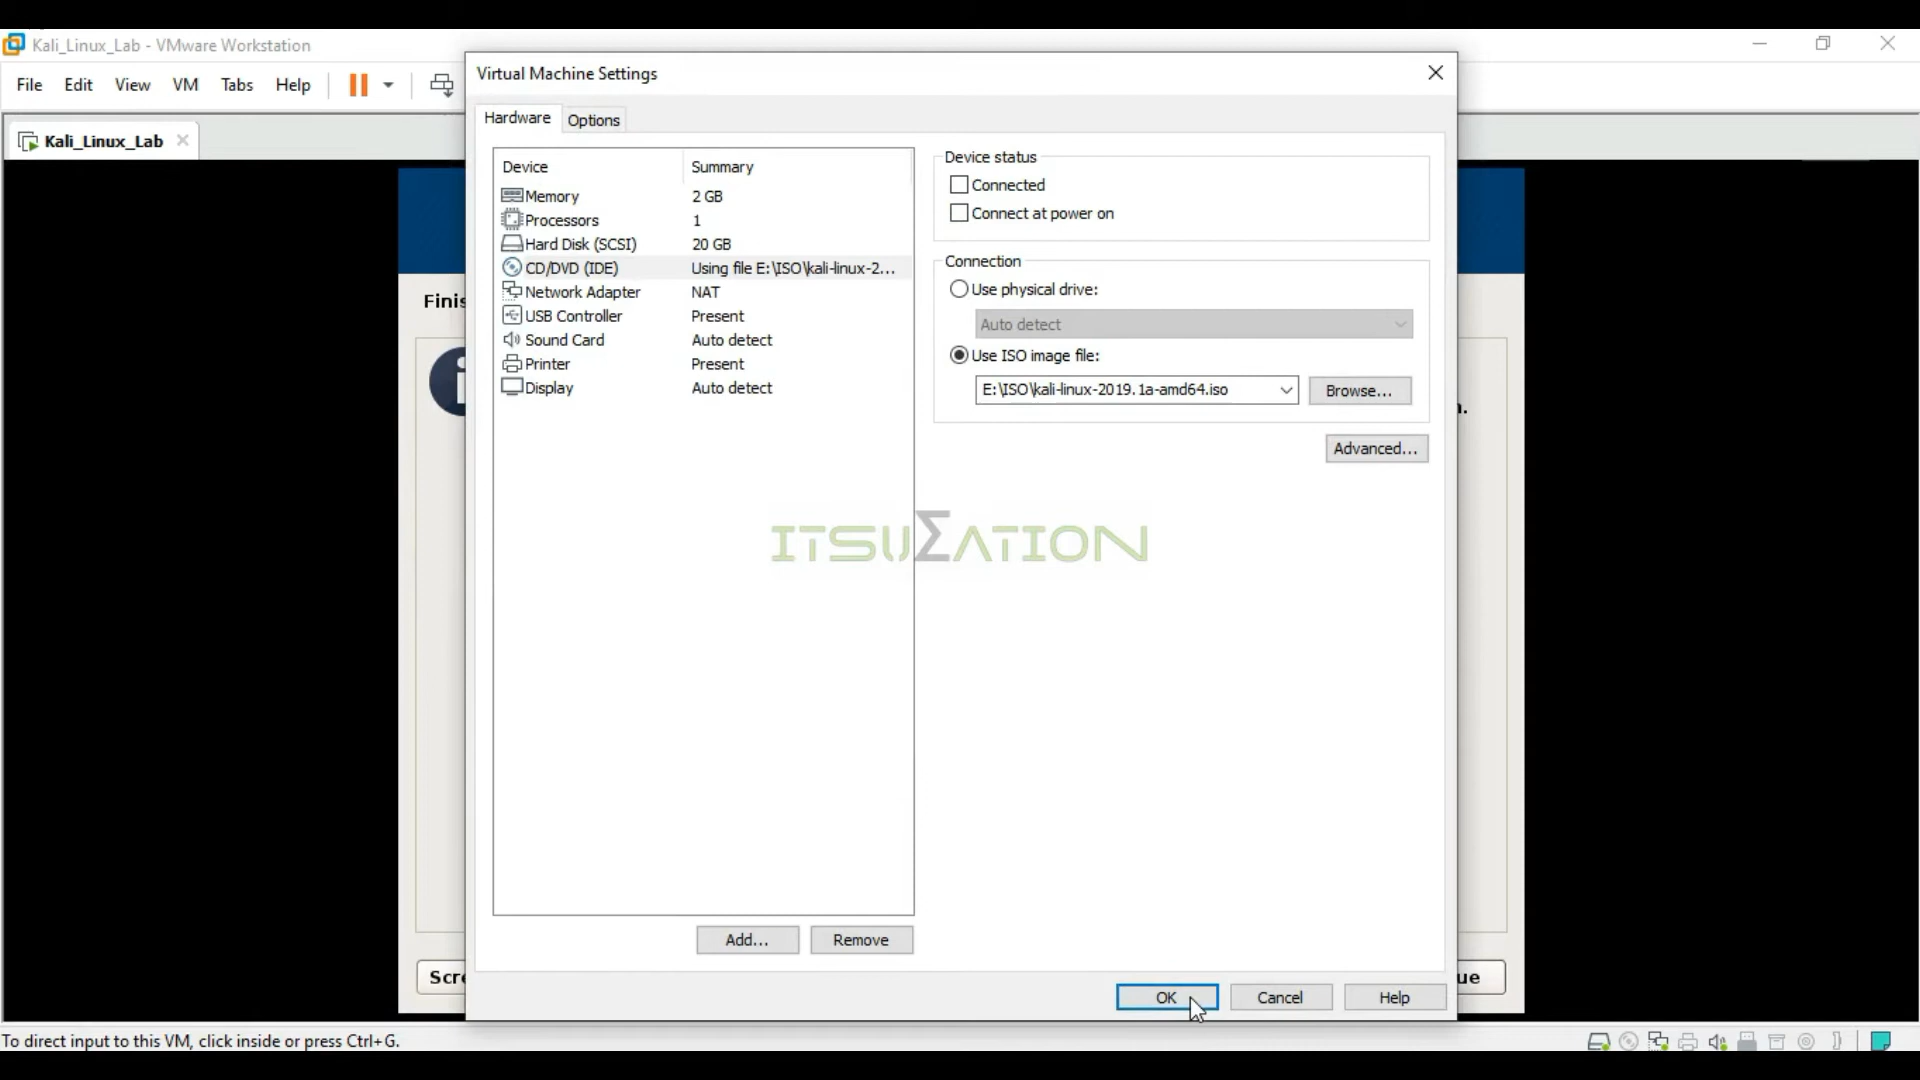 Kali_Linux_Lab - VMware Workstation
File Edit View VM Tabs Help
Kali_Linux_Lab
Virtual Machine Settings
Hardware Options
Device Summary
Memory 2 GB
Processors 1
Hard Disk (SCSI) 20 GB
CD/DVD (IDE) Using file E:\ISO\kali-linux-2...
Network Adapter NAT
USB Controller Present
Sound Card Auto detect
Printer Present
Display Auto detect
Add... Remove
Device status
Connected
Connect at power on
Connection
Use physical drive:
Auto detect
Use ISO image file:
E:\ISO\kali-linux-2019.1a-amd64.iso Browse...
Advanced...
ITSUΣATION
OK Cancel Help
Finis
Scre
ue
To direct input to this VM, click inside or press Ctrl+G.